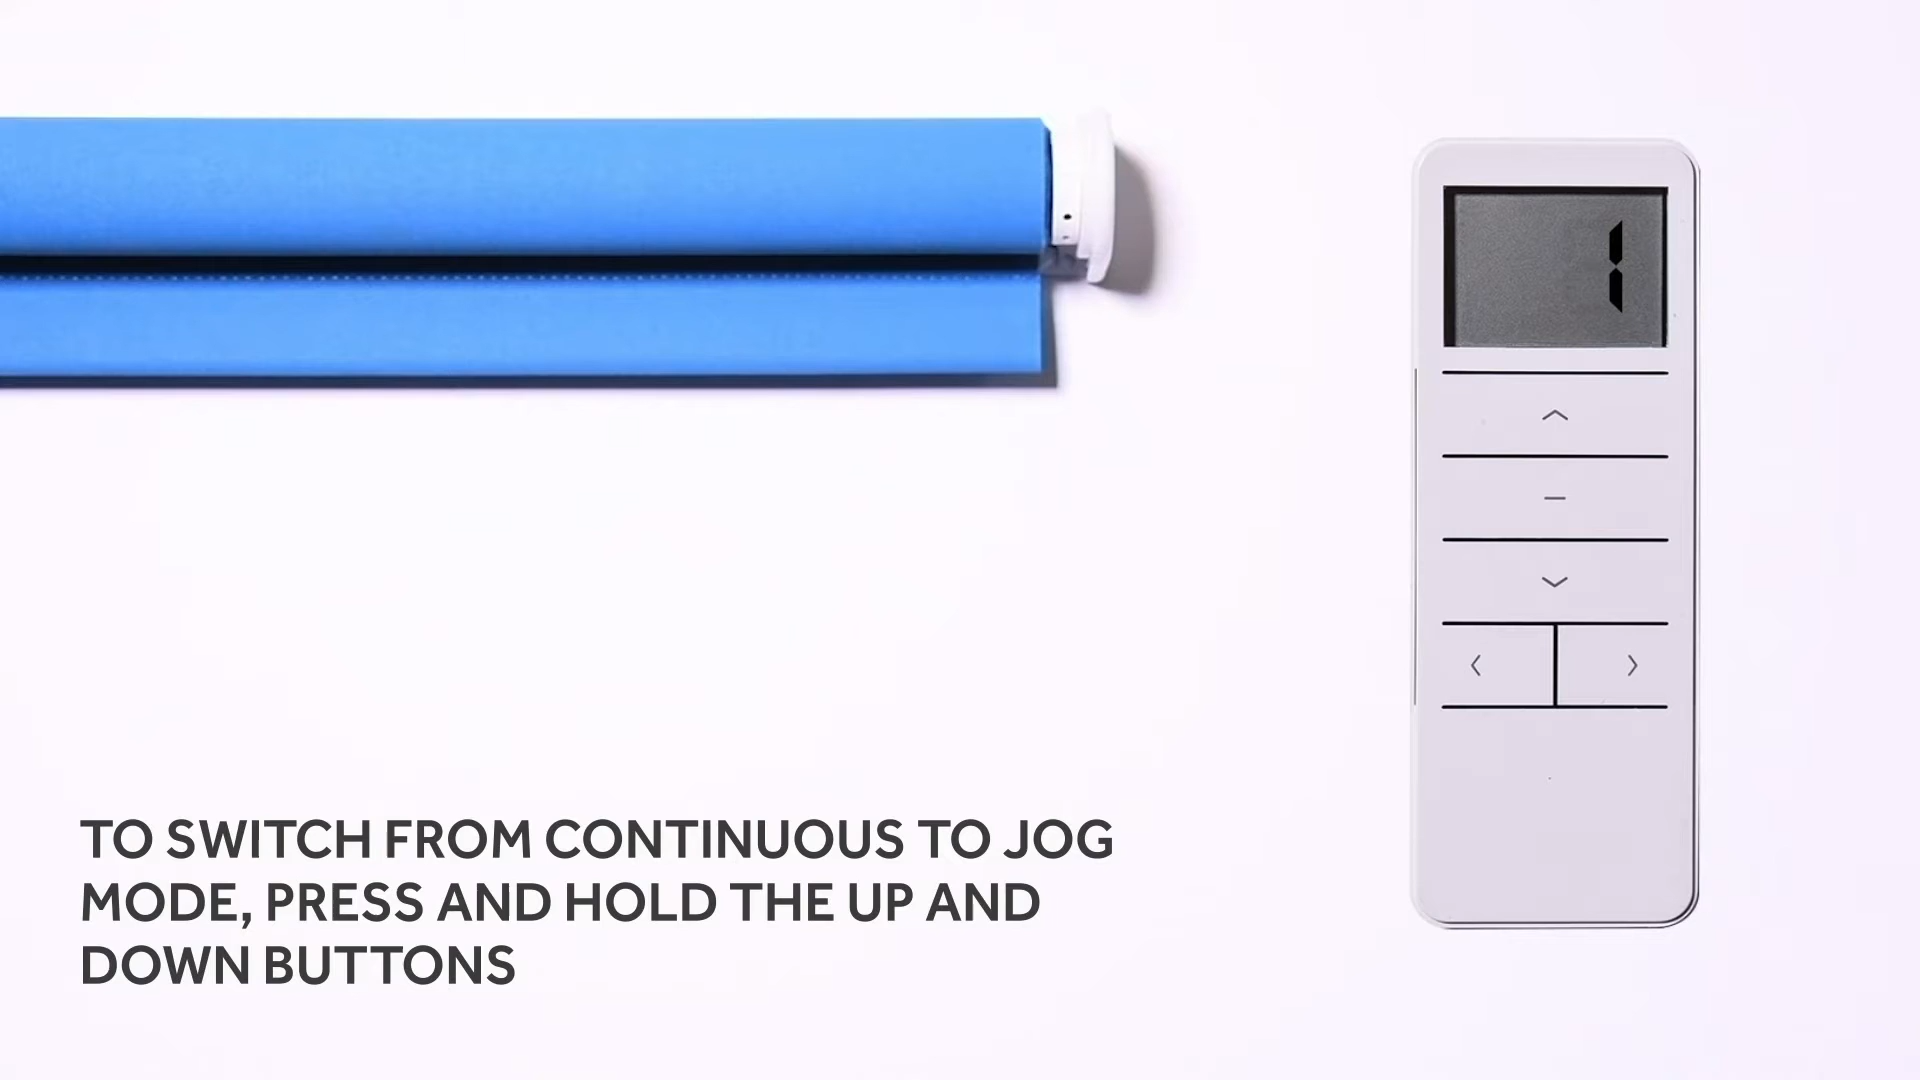 1
TO SWITCH FROM CONTINUOUS TO JOG
MODE, PRESS AND HOLD THE UP AND
DOWN BUTTONS